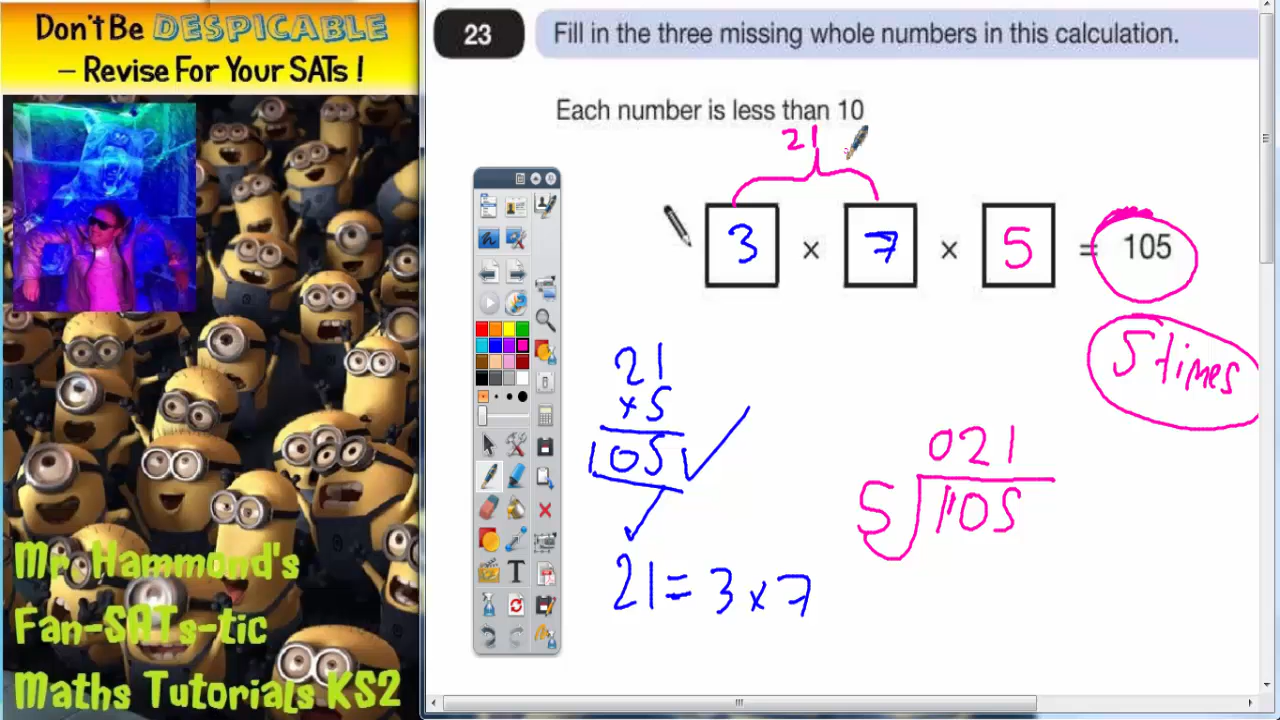 Don't Be DESPICABLE
– Revise For Your SATs !
Mr Hammond's
Fan-SATs-tic
Maths Tutorials KS2
23 Fill in the three missing whole numbers in this calculation.
Each number is less than 10
21
3 × 7 × 5 = 105
5 times
21
×5
105
21 = 3 × 7
021
5 105
T